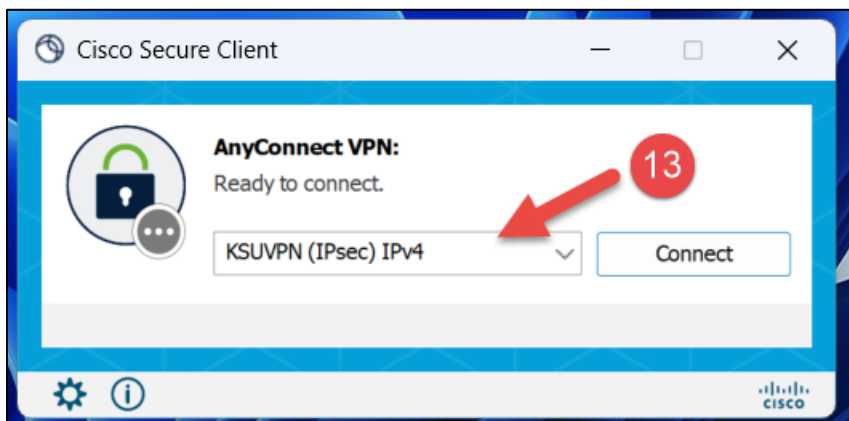 Cisco Secure Client
AnyConnect VPN:
Ready to connect.
13
KSUVPN (IPsec) IPv4
Connect
CISCO